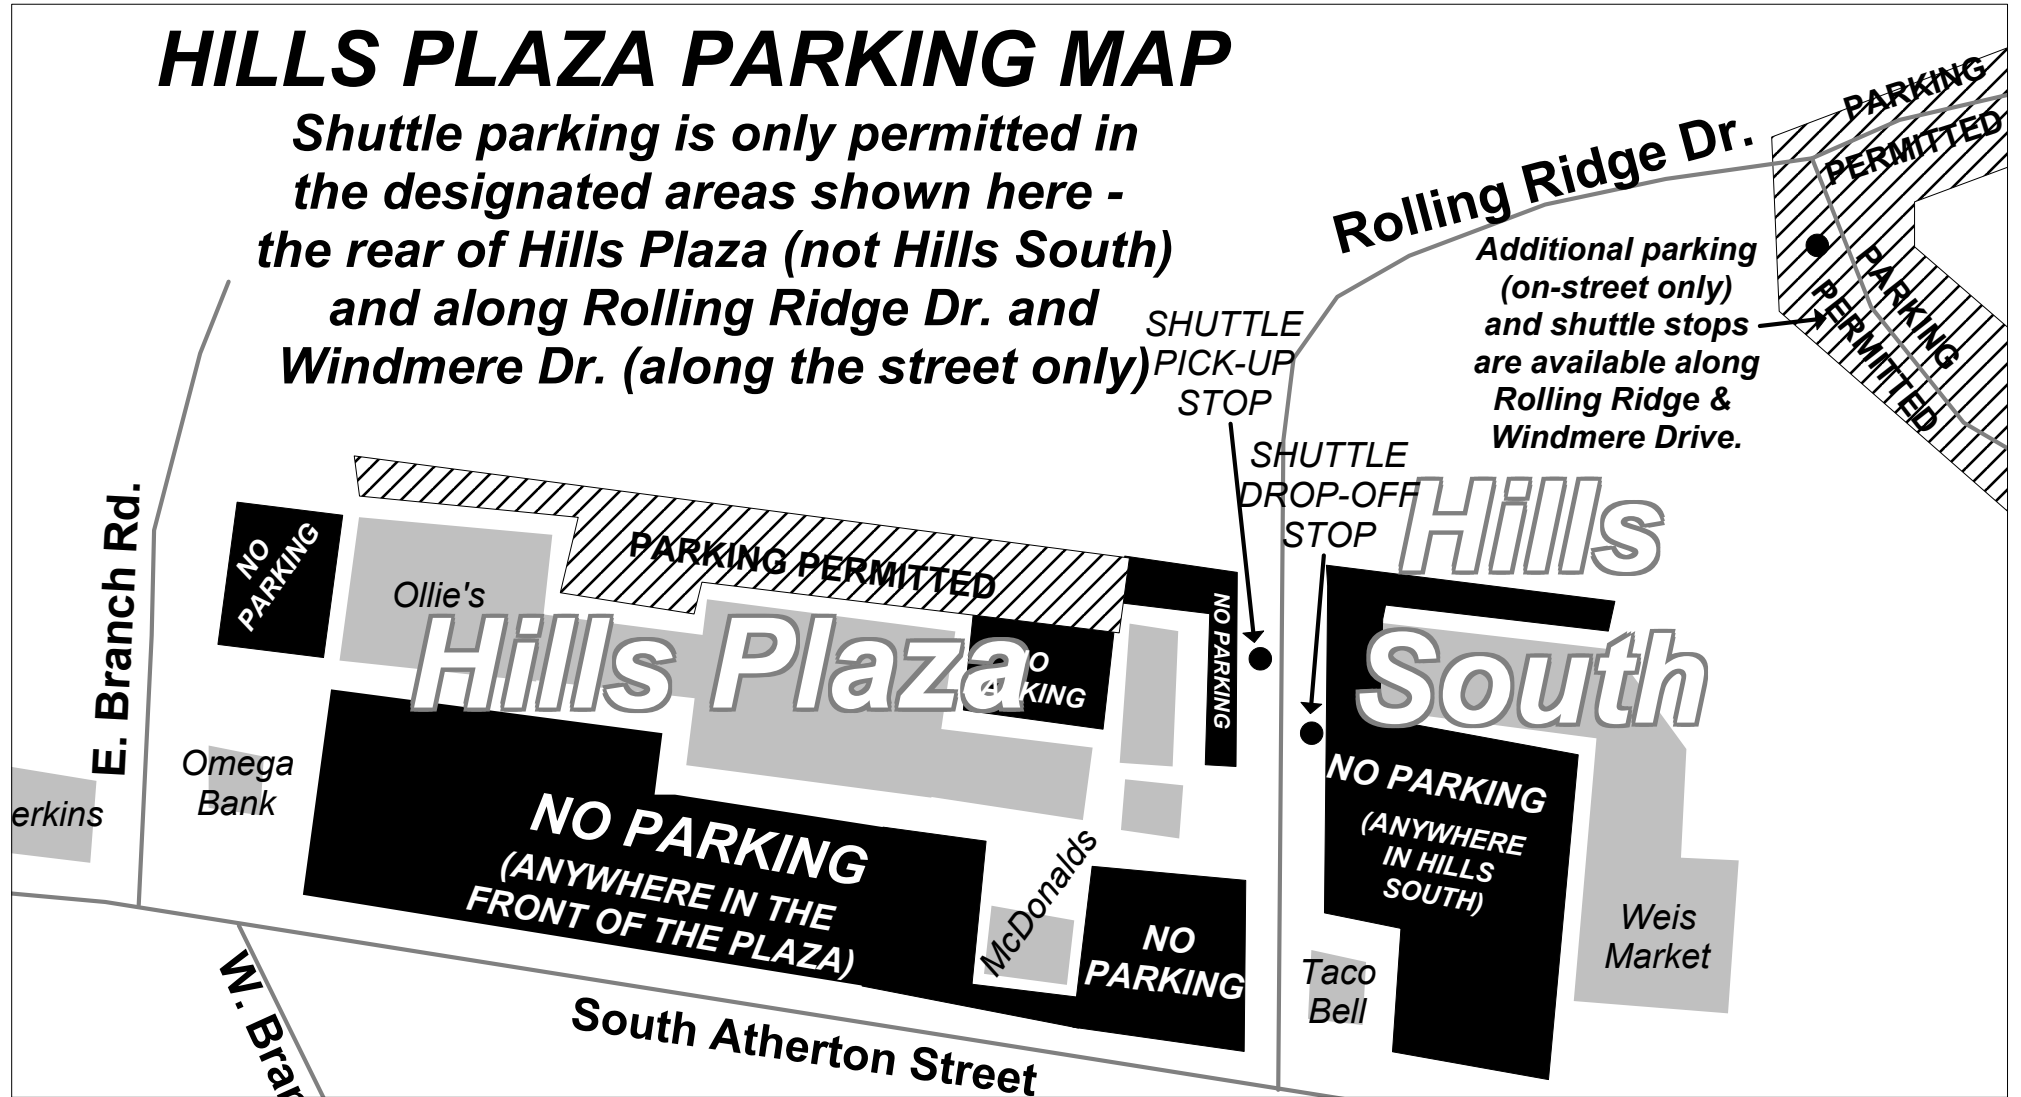 HILLS PLAZA PARKING MAP
Shuttle parking is only permitted in
the designated areas shown here -
the rear of Hills Plaza (not Hills South)
and along Rolling Ridge Dr. and
Windmere Dr. (along the street only)
Rolling Ridge Dr.
PARKING
PERMITTED
Additional parking
(on-street only)
and shuttle stops
are available along
Rolling Ridge &
Windmere Drive.
PARKING
PERMITTED
SHUTTLE
PICK-UP
STOP
SHUTTLE
DROP-OFF
STOP
Hills
South
E. Branch Rd.
NO
PARKING
Ollie's
PARKING PERMITTED
Hills Plaza
NO
PARKING
NO PARKING
Omega
Bank
erkins
NO PARKING
(ANYWHERE IN THE
FRONT OF THE PLAZA)
McDonalds
NO
PARKING
NO PARKING
(ANYWHERE
IN HILLS
SOUTH)
Taco
Bell
Weis
Market
W. Bran
South Atherton Street